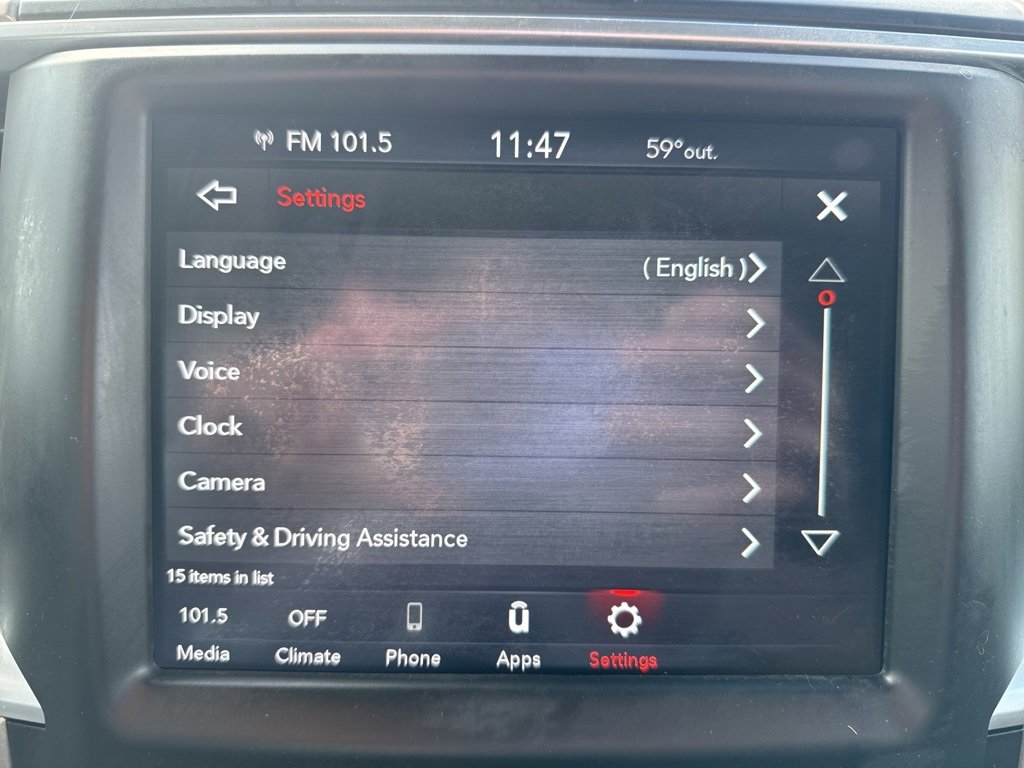 FM 101.5 11:47 59°out.
Settings
Language ( English )
Display
Voice
Clock
Camera
Safety & Driving Assistance
15 items in list
101.5 OFF
Media Climate Phone Apps Settings